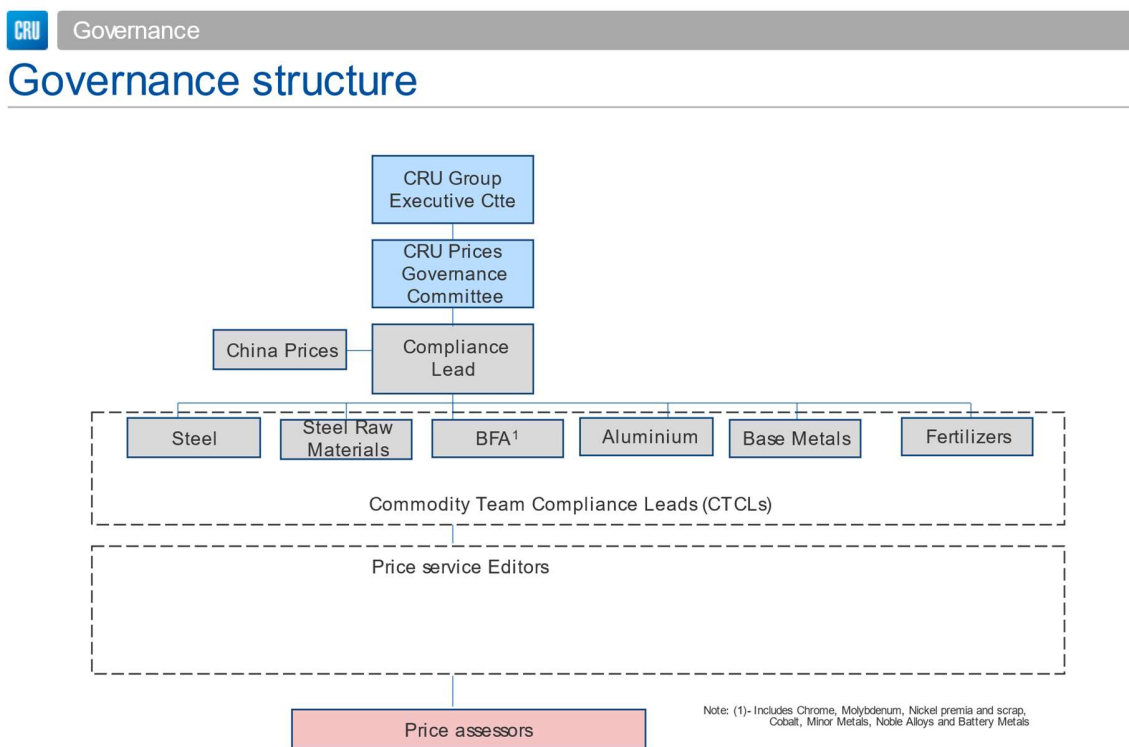 CRU Governance
Governance structure
CRU Group
Executive Ctte
CRU Prices
Governance
Committee
China Prices
Compliance
Lead
Steel
Steel Raw
Materials
BFA¹
Aluminium
Base Metals
Fertilizers
Commodity Team Compliance Leads (CTCLs)
Price service Editors
Price assessors
Note: (1)- Includes Chrome, Molybdenum, Nickel premia and scrap,
Cobalt, Minor Metals, Noble Alloys and Battery Metals